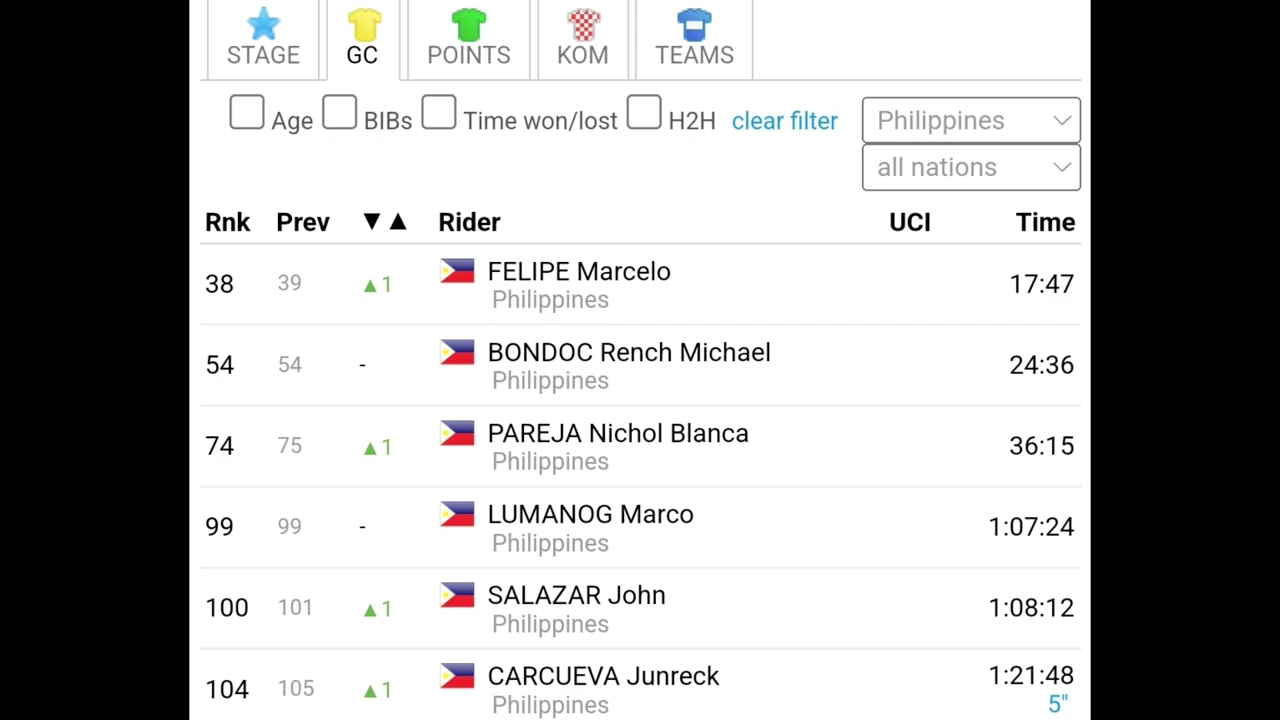 STAGE GC POINTS KOM TEAMS
Age BIBs Time won/lost H2H clear filter Philippines
all nations
Rnk Prev ▼▲ Rider UCI Time
38 39 ▲1 FELIPE Marcelo 17:47
Philippines
54 54 - BONDOC Rench Michael 24:36
Philippines
74 75 ▲1 PAREJA Nichol Blanca 36:15
Philippines
99 99 - LUMANOG Marco 1:07:24
Philippines
100 101 ▲1 SALAZAR John 1:08:12
Philippines
104 105 ▲1 CARCUEVA Junreck 1:21:48
Philippines 5"